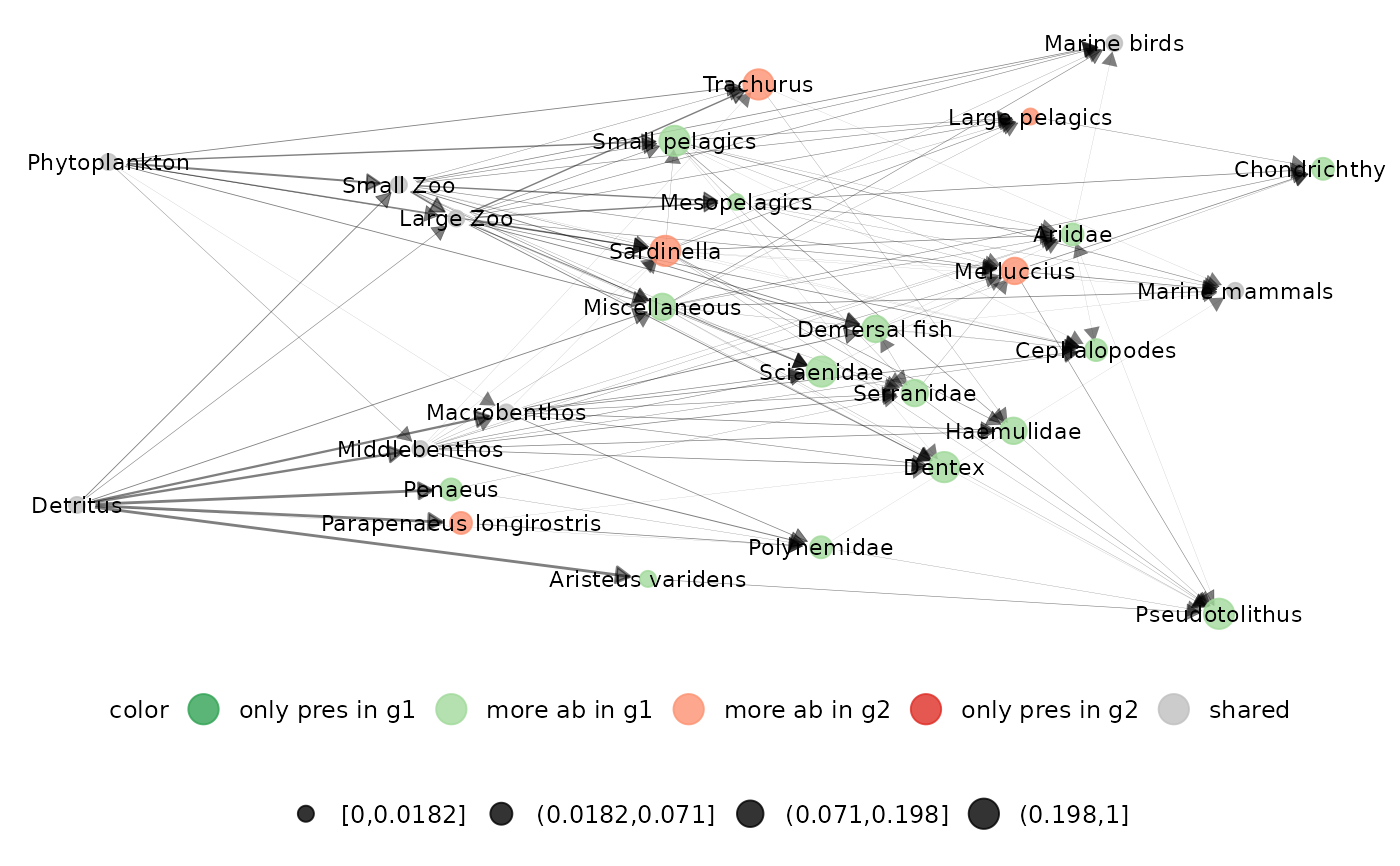 Marine birds
Trachurus
Large pelagics
Small pelagics
Phytoplankton
Chondrichthy
Small Zoo
Mesopelagics
Large Zoo
Ariidae
Sardinella
Merluccius
Marine mammals
Miscellaneous
Demersal fish
Cephalopodes
Sciaenidae
Serranidae
Macrobenthos
Haemulidae
Middlebenthos
Dentex
Penaeus
Detritus
Parapenaeus longirostris
Polynemidae
Aristeus varidens
Pseudotolithus
color only pres in g1 more ab in g1 more ab in g2 only pres in g2 shared
[0,0.0182] (0.0182,0.071] (0.071,0.198] (0.198,1]